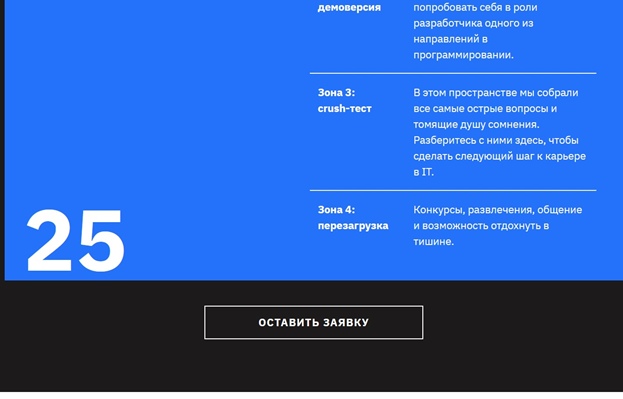 демоверсия
попробовать себя в роли
разработчика одного из
направлений в
программировании.
Зона 3:
crush-тест
В этом пространстве мы собрали
все самые острые вопросы и
томящие душу сомнения.
Разберитесь с ними здесь, чтобы
сделать следующий шаг к карьере
в IT.
Зона 4:
перезагрузка
Конкурсы, развлечения, общение
и возможность отдохнуть в
тишине.
25
ОСТАВИТЬ ЗАЯВКУ